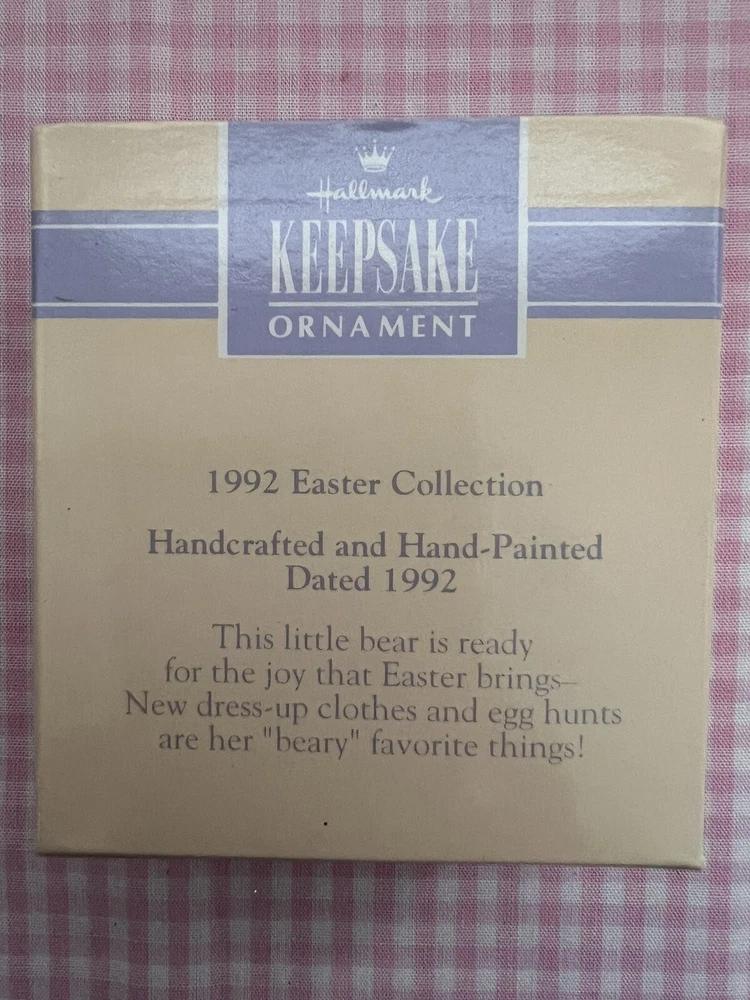 Hallmark
KEEPSAKE
ORNAMENT
1992 Easter Collection
Handcrafted and Hand-Painted
Dated 1992
This little bear is ready
for the joy that Easter brings—
New dress-up clothes and egg hunts
are her "beary" favorite things!